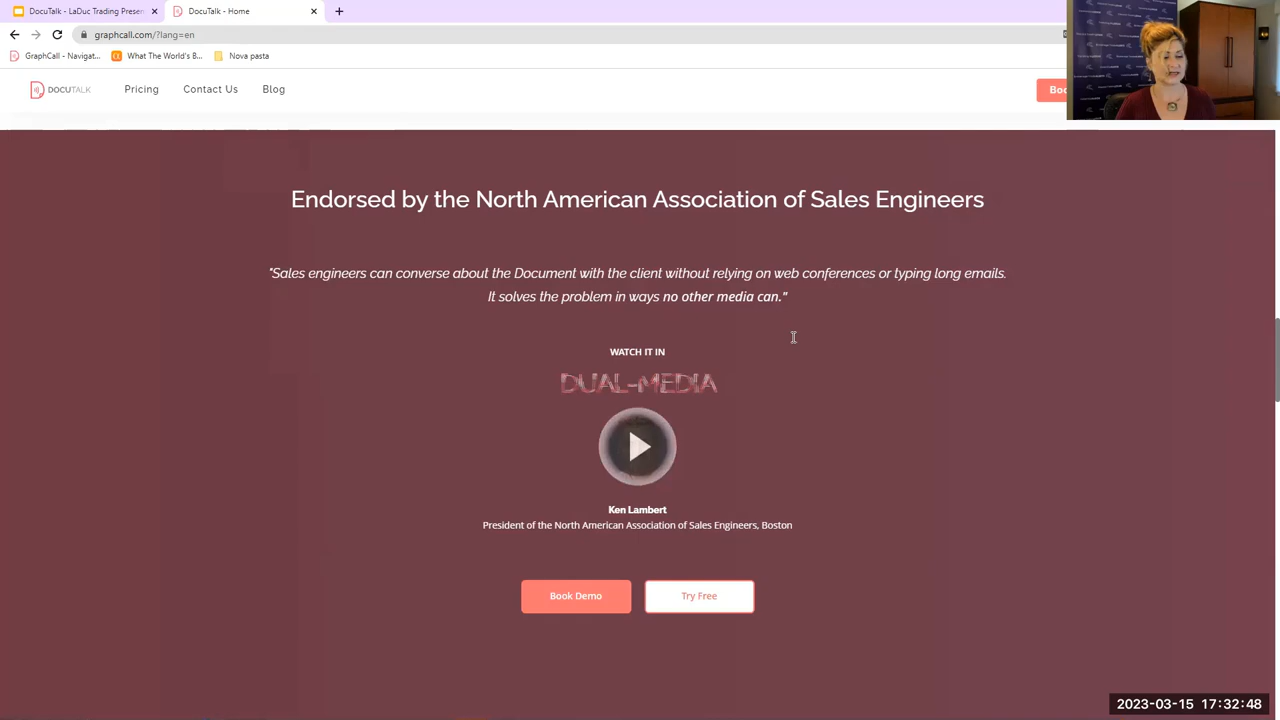 DocuTalk - LaDuc Trading Prese
DocuTalk - Home
graphcall.com/?lang=en
GraphCall - Navigat...
What The World's B...
Nova pasta
DOCUTALK
Pricing
Contact Us
Blog
Boo
Endorsed by the North American Association of Sales Engineers
"Sales engineers can converse about the Document with the client without relying on web conferences or typing long emails.
It solves the problem in ways no other media can."
WATCH IT IN
DUAL-MEDIA
Ken Lambert
President of the North American Association of Sales Engineers, Boston
Book Demo
Try Free
2023-03-15 17:32:48